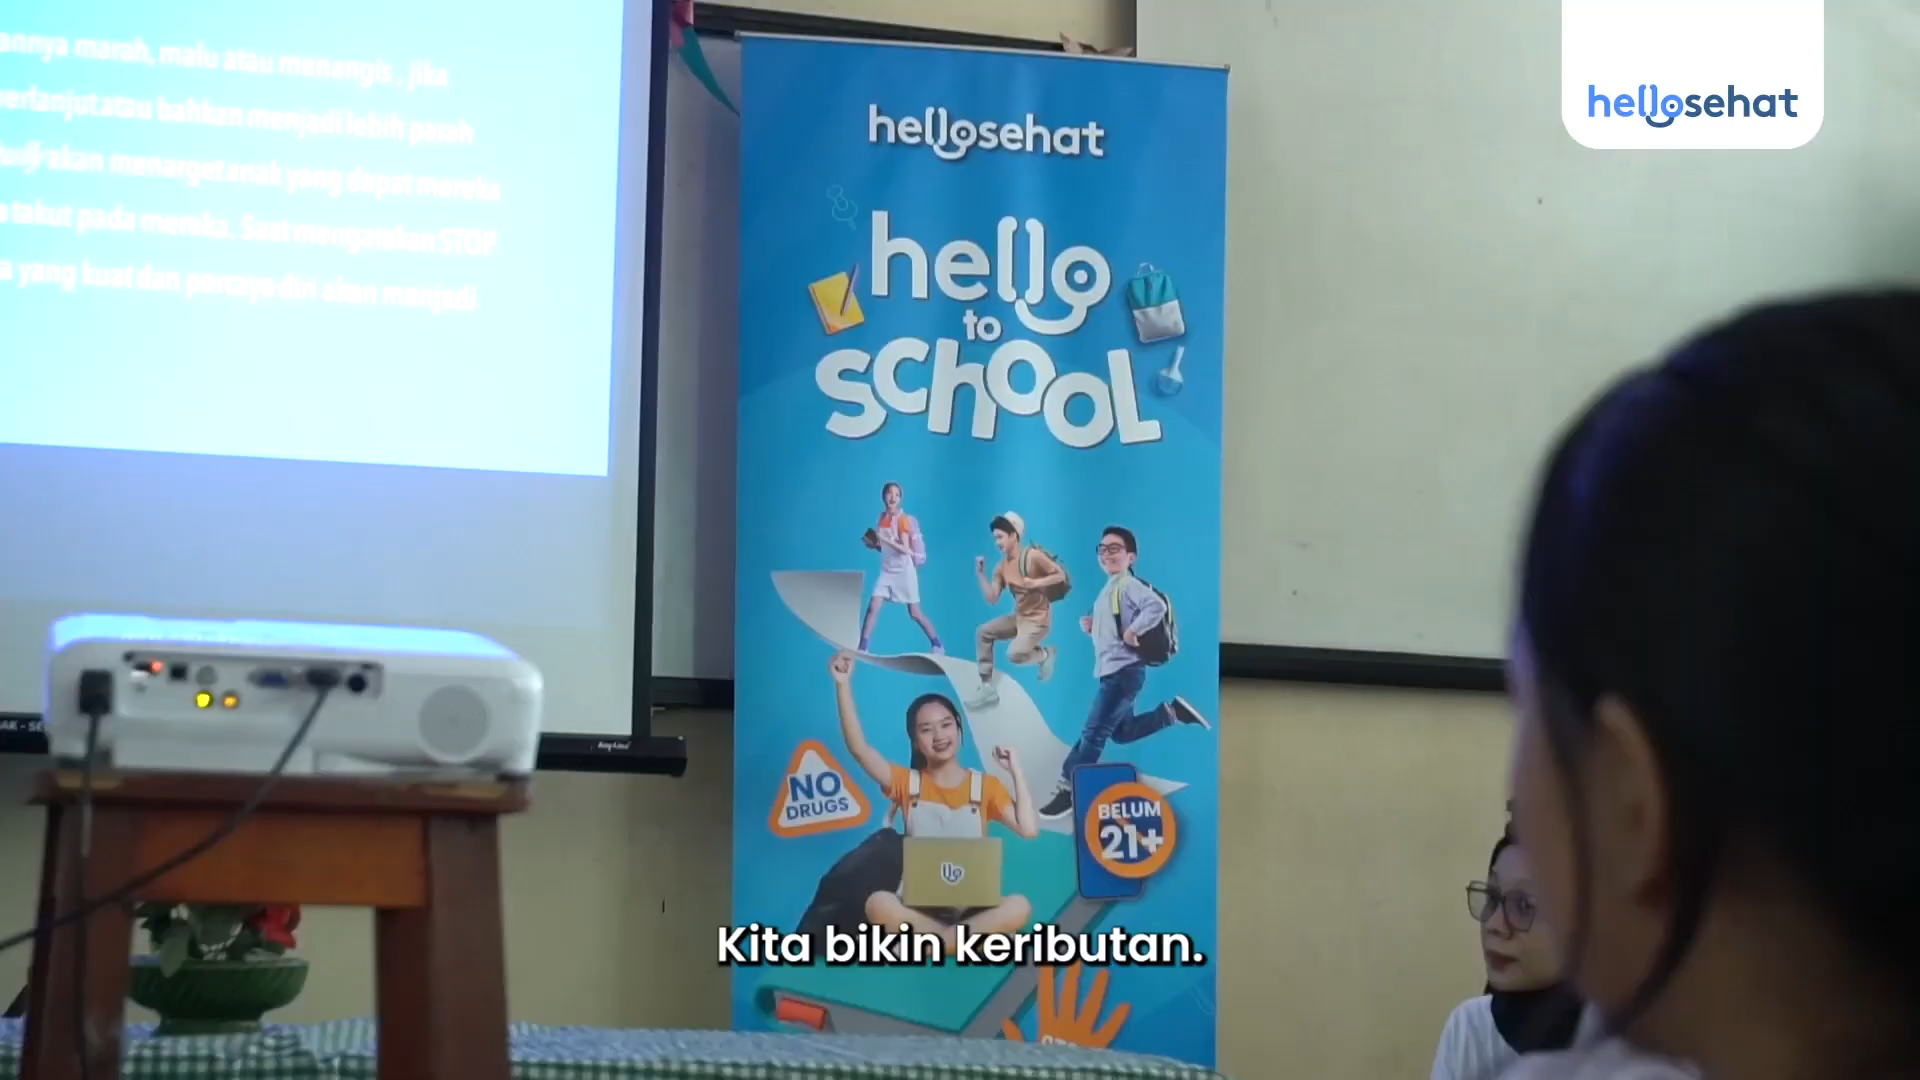 annya marah, malu atau menangis , jika
berlanjut atau bahkan menjadi lebih parah
akan menarget anak yang dapat mereka
takut pada mereka. Saat mengatakan STOP
a yang kuat dan percaya diri akan menjadi
hellosehat
hellosehat
hello
to
SCHOOL
NO
DRUGS
BELUM
21+
Kita bikin keributan.